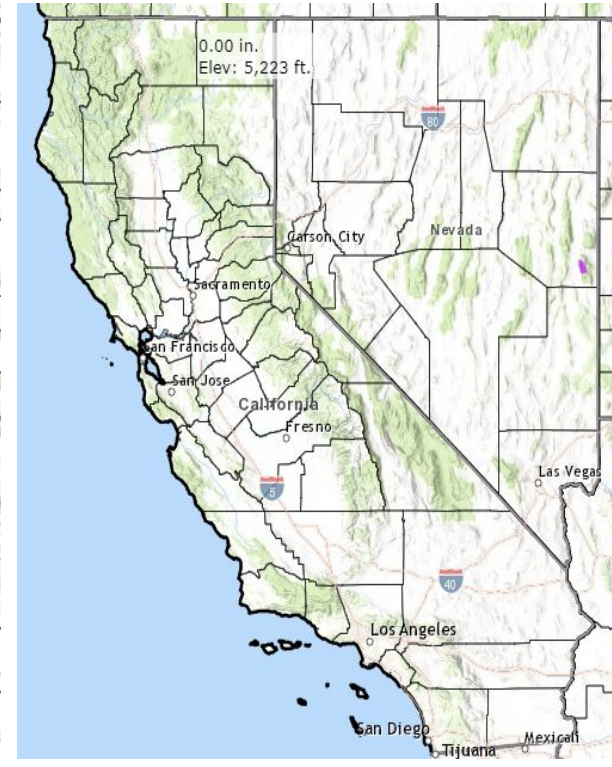 0.00 in.
Elev: 5,223 ft.
80
Carson City
Nevada
Sacramento
San Francisco
San Jose
California
Fresno
5
Las Vegas
40
Los Angeles
San Diego
Tijuana
Mexicali